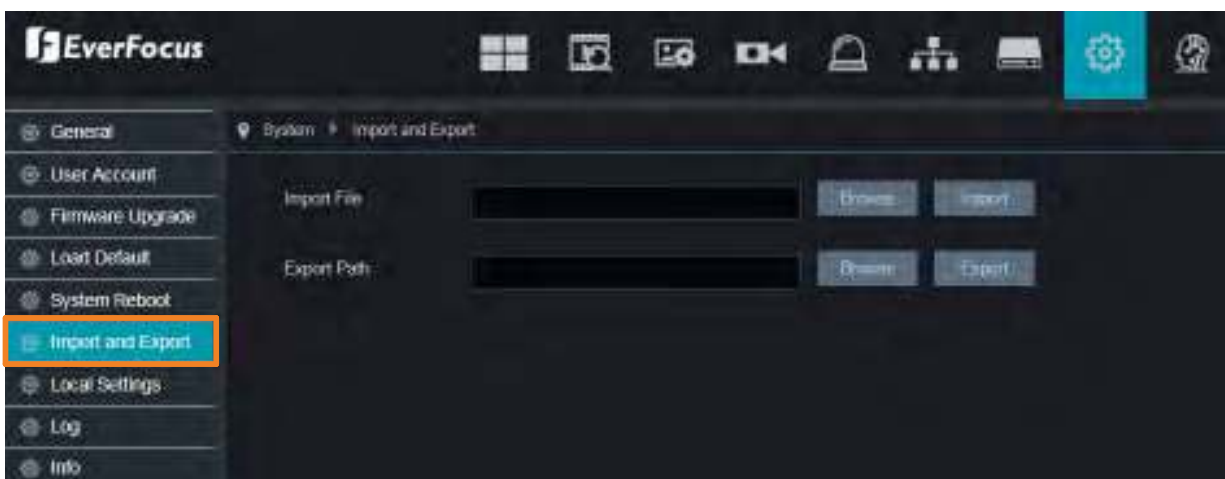 EverFocus
General
System Import and Export
User Account
Import File
Browse
Import
Firmware Upgrade
Load Default
Export Path
Browse
Export
System Reboot
Import and Export
Local Settings
Log
Info